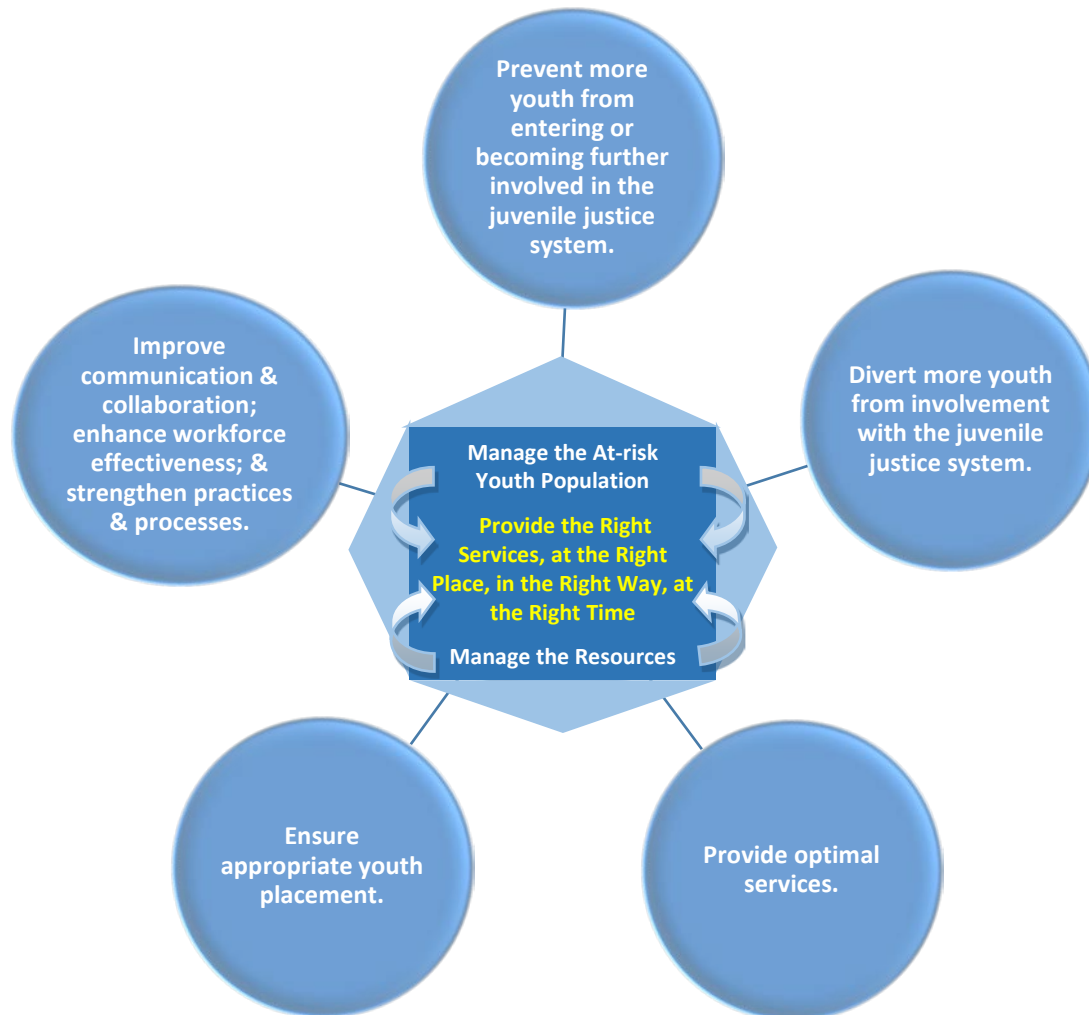 Prevent more
youth from
entering or
becoming further
involved in the
juvenile justice
system.
Improve
communication &
collaboration;
enhance workforce
effectiveness; &
strengthen practices
& processes.
Divert more youth
from involvement
with the juvenile
justice system.
Manage the At-risk
Youth Population
Provide the Right
Services, at the Right
Place, in the Right Way, at
the Right Time
Manage the Resources
Ensure
appropriate youth
placement.
Provide optimal
services.